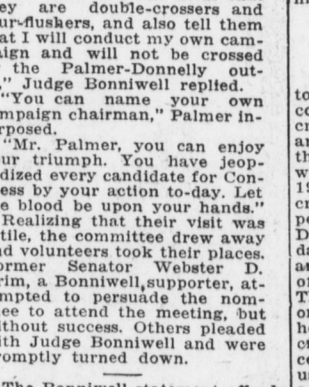 ey are double-crossers and
ur-flushers, and also tell them
at I will conduct my own cam-
aign and will not be crossed
the Palmer-Donnelly out-
," Judge Bonniwell replied.
"You can name your own
mpaign chairman," Palmer in-
rposed.
"Mr. Palmer, you can enjoy
ur triumph. You have jeop-
dized every candidate for Con-
ess by your action to-day. Let
e blood be upon your hands."
Realizing that their visit was
tile, the committee drew away
nd volunteers took their places.
ormer Senator Webster D.
rim, a Bonniwell supporter, at-
mpted to persuade the nom-
ee to attend the meeting, but
ithout success. Others pleaded
ith Judge Bonniwell and were
romptly turned down.